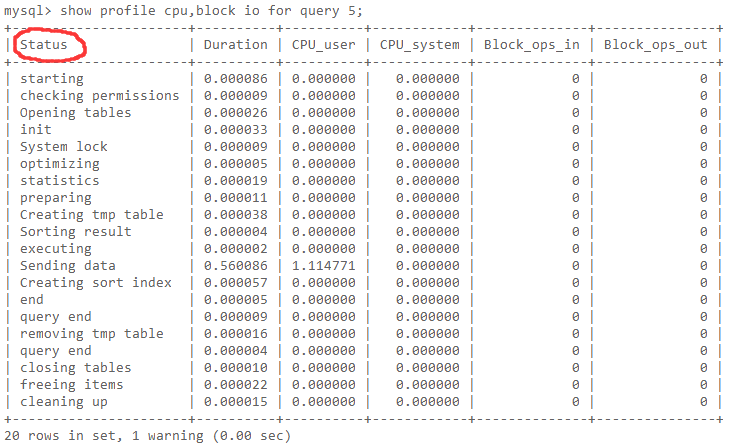 mysql> show profile cpu,block io for query 5;
+----------------------+----------+----------+------------+--------------+---------------+
| Status               | Duration | CPU_user | CPU_system | Block_ops_in | Block_ops_out |
+----------------------+----------+----------+------------+--------------+---------------+
| starting             | 0.000086 | 0.000000 |   0.000000 |            0 |             0 |
| checking permissions | 0.000009 | 0.000000 |   0.000000 |            0 |             0 |
| Opening tables       | 0.000026 | 0.000000 |   0.000000 |            0 |             0 |
| init                 | 0.000033 | 0.000000 |   0.000000 |            0 |             0 |
| System lock          | 0.000009 | 0.000000 |   0.000000 |            0 |             0 |
| optimizing           | 0.000005 | 0.000000 |   0.000000 |            0 |             0 |
| statistics           | 0.000019 | 0.000000 |   0.000000 |            0 |             0 |
| preparing            | 0.000011 | 0.000000 |   0.000000 |            0 |             0 |
| Creating tmp table   | 0.000038 | 0.000000 |   0.000000 |            0 |             0 |
| Sorting result       | 0.000004 | 0.000000 |   0.000000 |            0 |             0 |
| executing            | 0.000002 | 0.000000 |   0.000000 |            0 |             0 |
| Sending data         | 0.560086 | 1.114771 |   0.000000 |            0 |             0 |
| Creating sort index  | 0.000057 | 0.000000 |   0.000000 |            0 |             0 |
| end                  | 0.000005 | 0.000000 |   0.000000 |            0 |             0 |
| query end            | 0.000009 | 0.000000 |   0.000000 |            0 |             0 |
| removing tmp table   | 0.000016 | 0.000000 |   0.000000 |            0 |             0 |
| query end            | 0.000004 | 0.000000 |   0.000000 |            0 |             0 |
| closing tables       | 0.000010 | 0.000000 |   0.000000 |            0 |             0 |
| freeing items        | 0.000022 | 0.000000 |   0.000000 |            0 |             0 |
| cleaning up          | 0.000015 | 0.000000 |   0.000000 |            0 |             0 |
+----------------------+----------+----------+------------+--------------+---------------+
20 rows in set, 1 warning (0.00 sec)